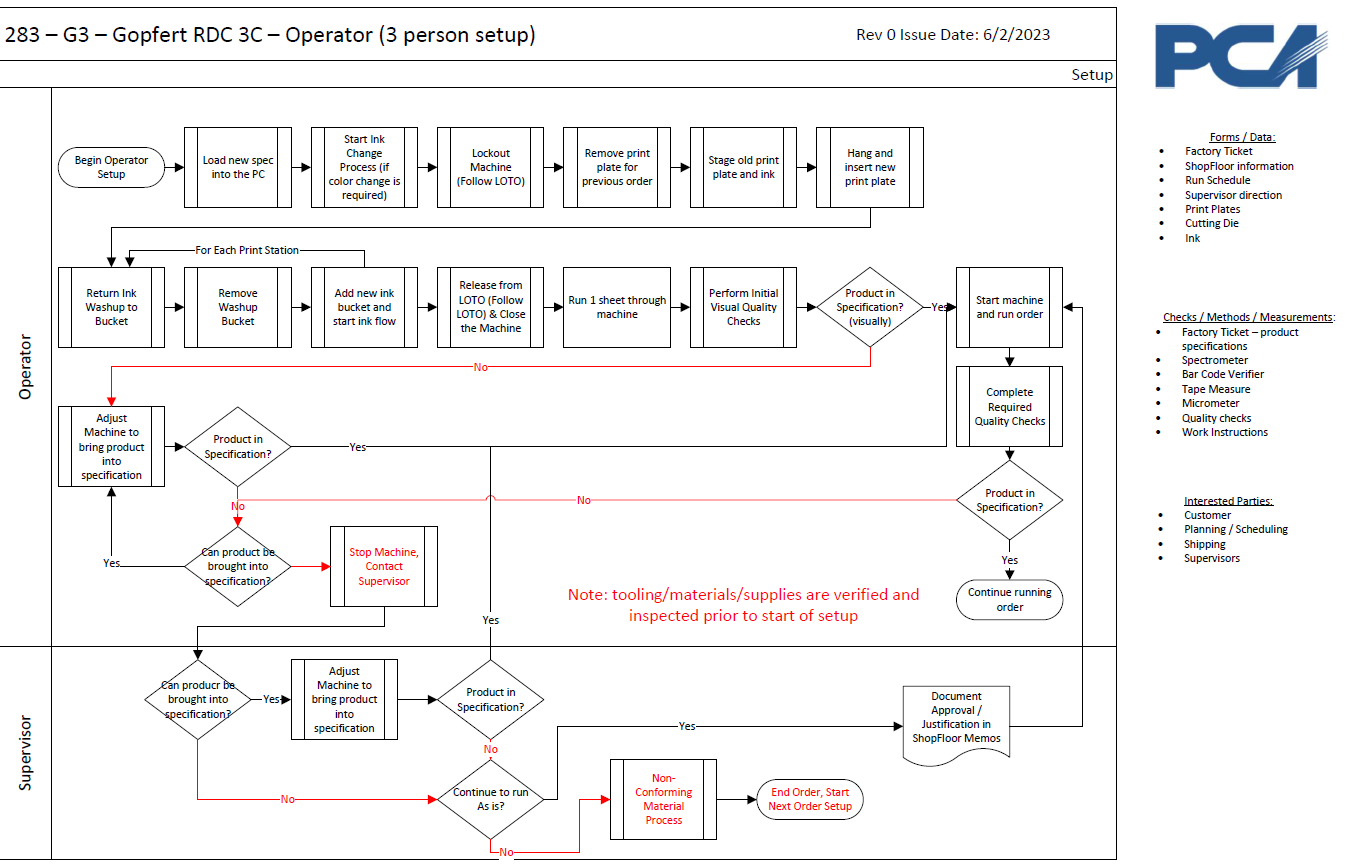 283 – G3 – Gopfert RDC 3C – Operator (3 person setup)
Rev 0 Issue Date: 6/2/2023
PCA
Setup
Operator
Begin Operator
Setup
Load new spec
into the PC
Start Ink
Change
Process (if
color change is
required)
Lockout
Machine
(Follow LOTO)
Remove print
plate for
previous order
Stage old print
plate and ink
Hang and
insert new
print plate
For Each Print Station
Return Ink
Washup to
Bucket
Remove
Washup
Bucket
Add new ink
bucket and
start ink flow
Release from
LOTO (Follow
LOTO) & Close
the Machine
Run 1 sheet through
machine
Perform Initial
Visual Quality
Checks
Product in
Specification?
(visually)
Yes
Start machine
and run order
No
Complete
Required
Quality Checks
Adjust
Machine to
bring product
into
specification
Product in
Specification?
Yes
No
No
Product in
Specification?
Yes
Continue running
order
Can product be
brought into
specification?
Yes
Stop Machine,
Contact
Supervisor
Note: tooling/materials/supplies are verified and
inspected prior to start of setup
Yes
Supervisor
Can producr be
brought into
specification?
Yes
Adjust
Machine to
bring product
into
specification
Product in
Specification?
No
No
Continue to run
As is?
Yes
Document
Approval /
Justification in
ShopFloor Memos
No
Non-
Conforming
Material
Process
End Order, Start
Next Order Setup
Forms / Data:
• Factory Ticket
• ShopFloor information
• Run Schedule
• Supervisor direction
• Print Plates
• Cutting Die
• Ink
Checks / Methods / Measurements:
• Factory Ticket – product
specifications
• Spectrometer
• Bar Code Verifier
• Tape Measure
• Micrometer
• Quality checks
• Work Instructions
Interested Parties:
• Customer
• Planning / Scheduling
• Shipping
• Supervisors